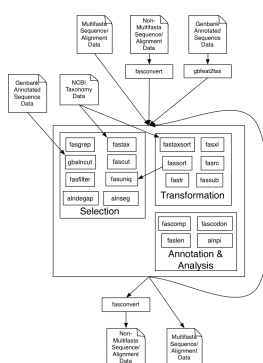 Multifasta
Sequence/
Alignment
Data
Non-
Multifasta
Sequence/
Alignment
Data
Genbank
Annotated
Sequence
Data
fasconvert
gbfeat2fas
Genbank
Annotated
Sequence
Data
NCBI
Taxonomy
Data
fasgrep
fastax
gbalncut
fascut
fasfilter
fasuniq
alndegap
alnseg
Selection
fastaxsort
fasxl
fassort
fasrc
fastr
fassub
Transformation
fascomp
fascodon
faslen
alnpi
Annotation &
Analysis
fasconvert
Non-
Multifasta
Sequence/
Alignment
Data
Multifasta
Sequence/
Alignment
Data